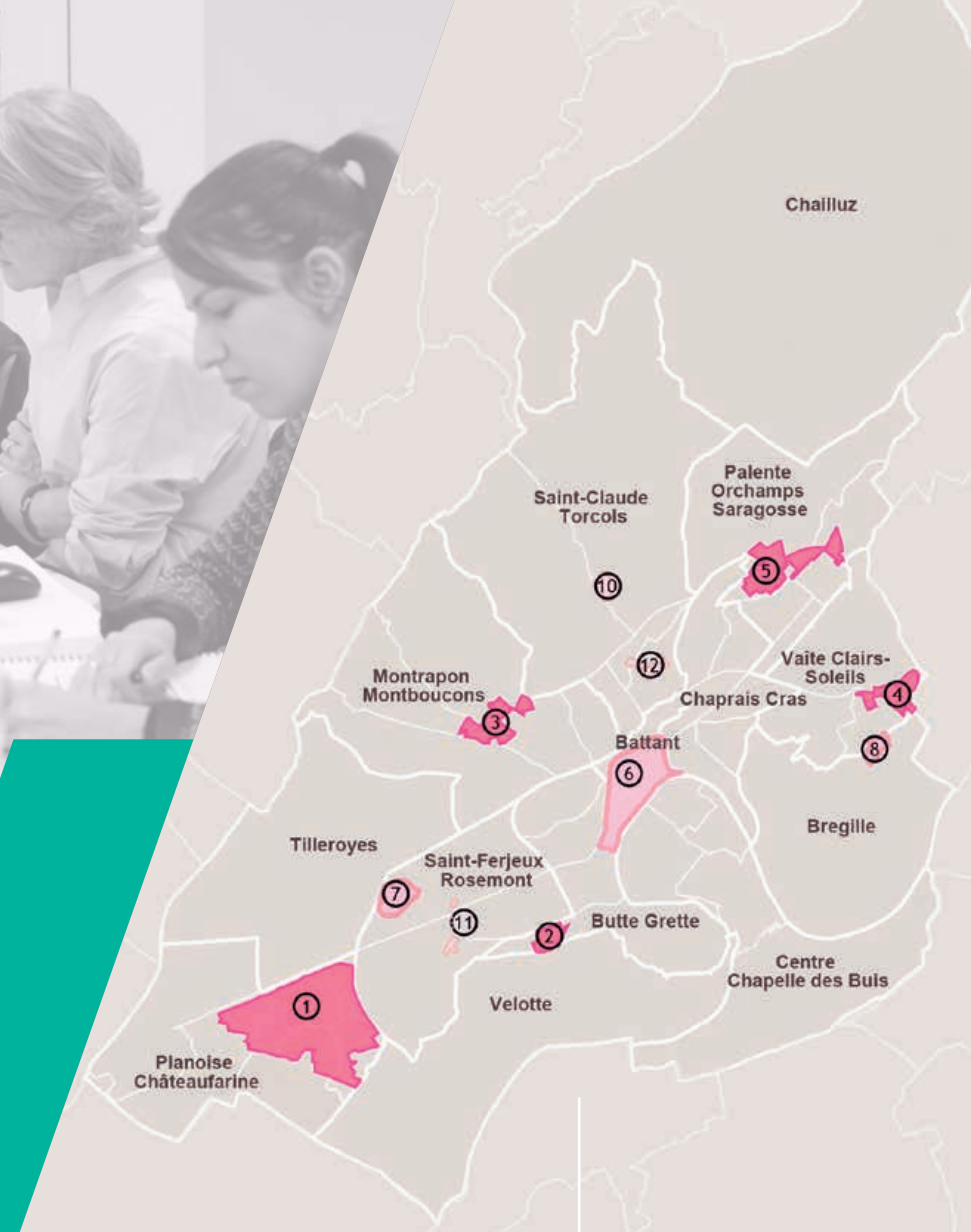 Chailluz
Palente
Orchamps
Saragosse
Saint-Claude
Torcols
5
10
12
Vaîte Clairs-
Soleils
Montrapon
Montboucons
4
Chaprais Cras
3
Battant
8
6
Bregille
Tilleroyes
Saint-Ferjeux
Rosemont
7
11
2
Butte Grette
Centre
Chapelle des Buis
1
Velotte
Planoise
Châteaufarine